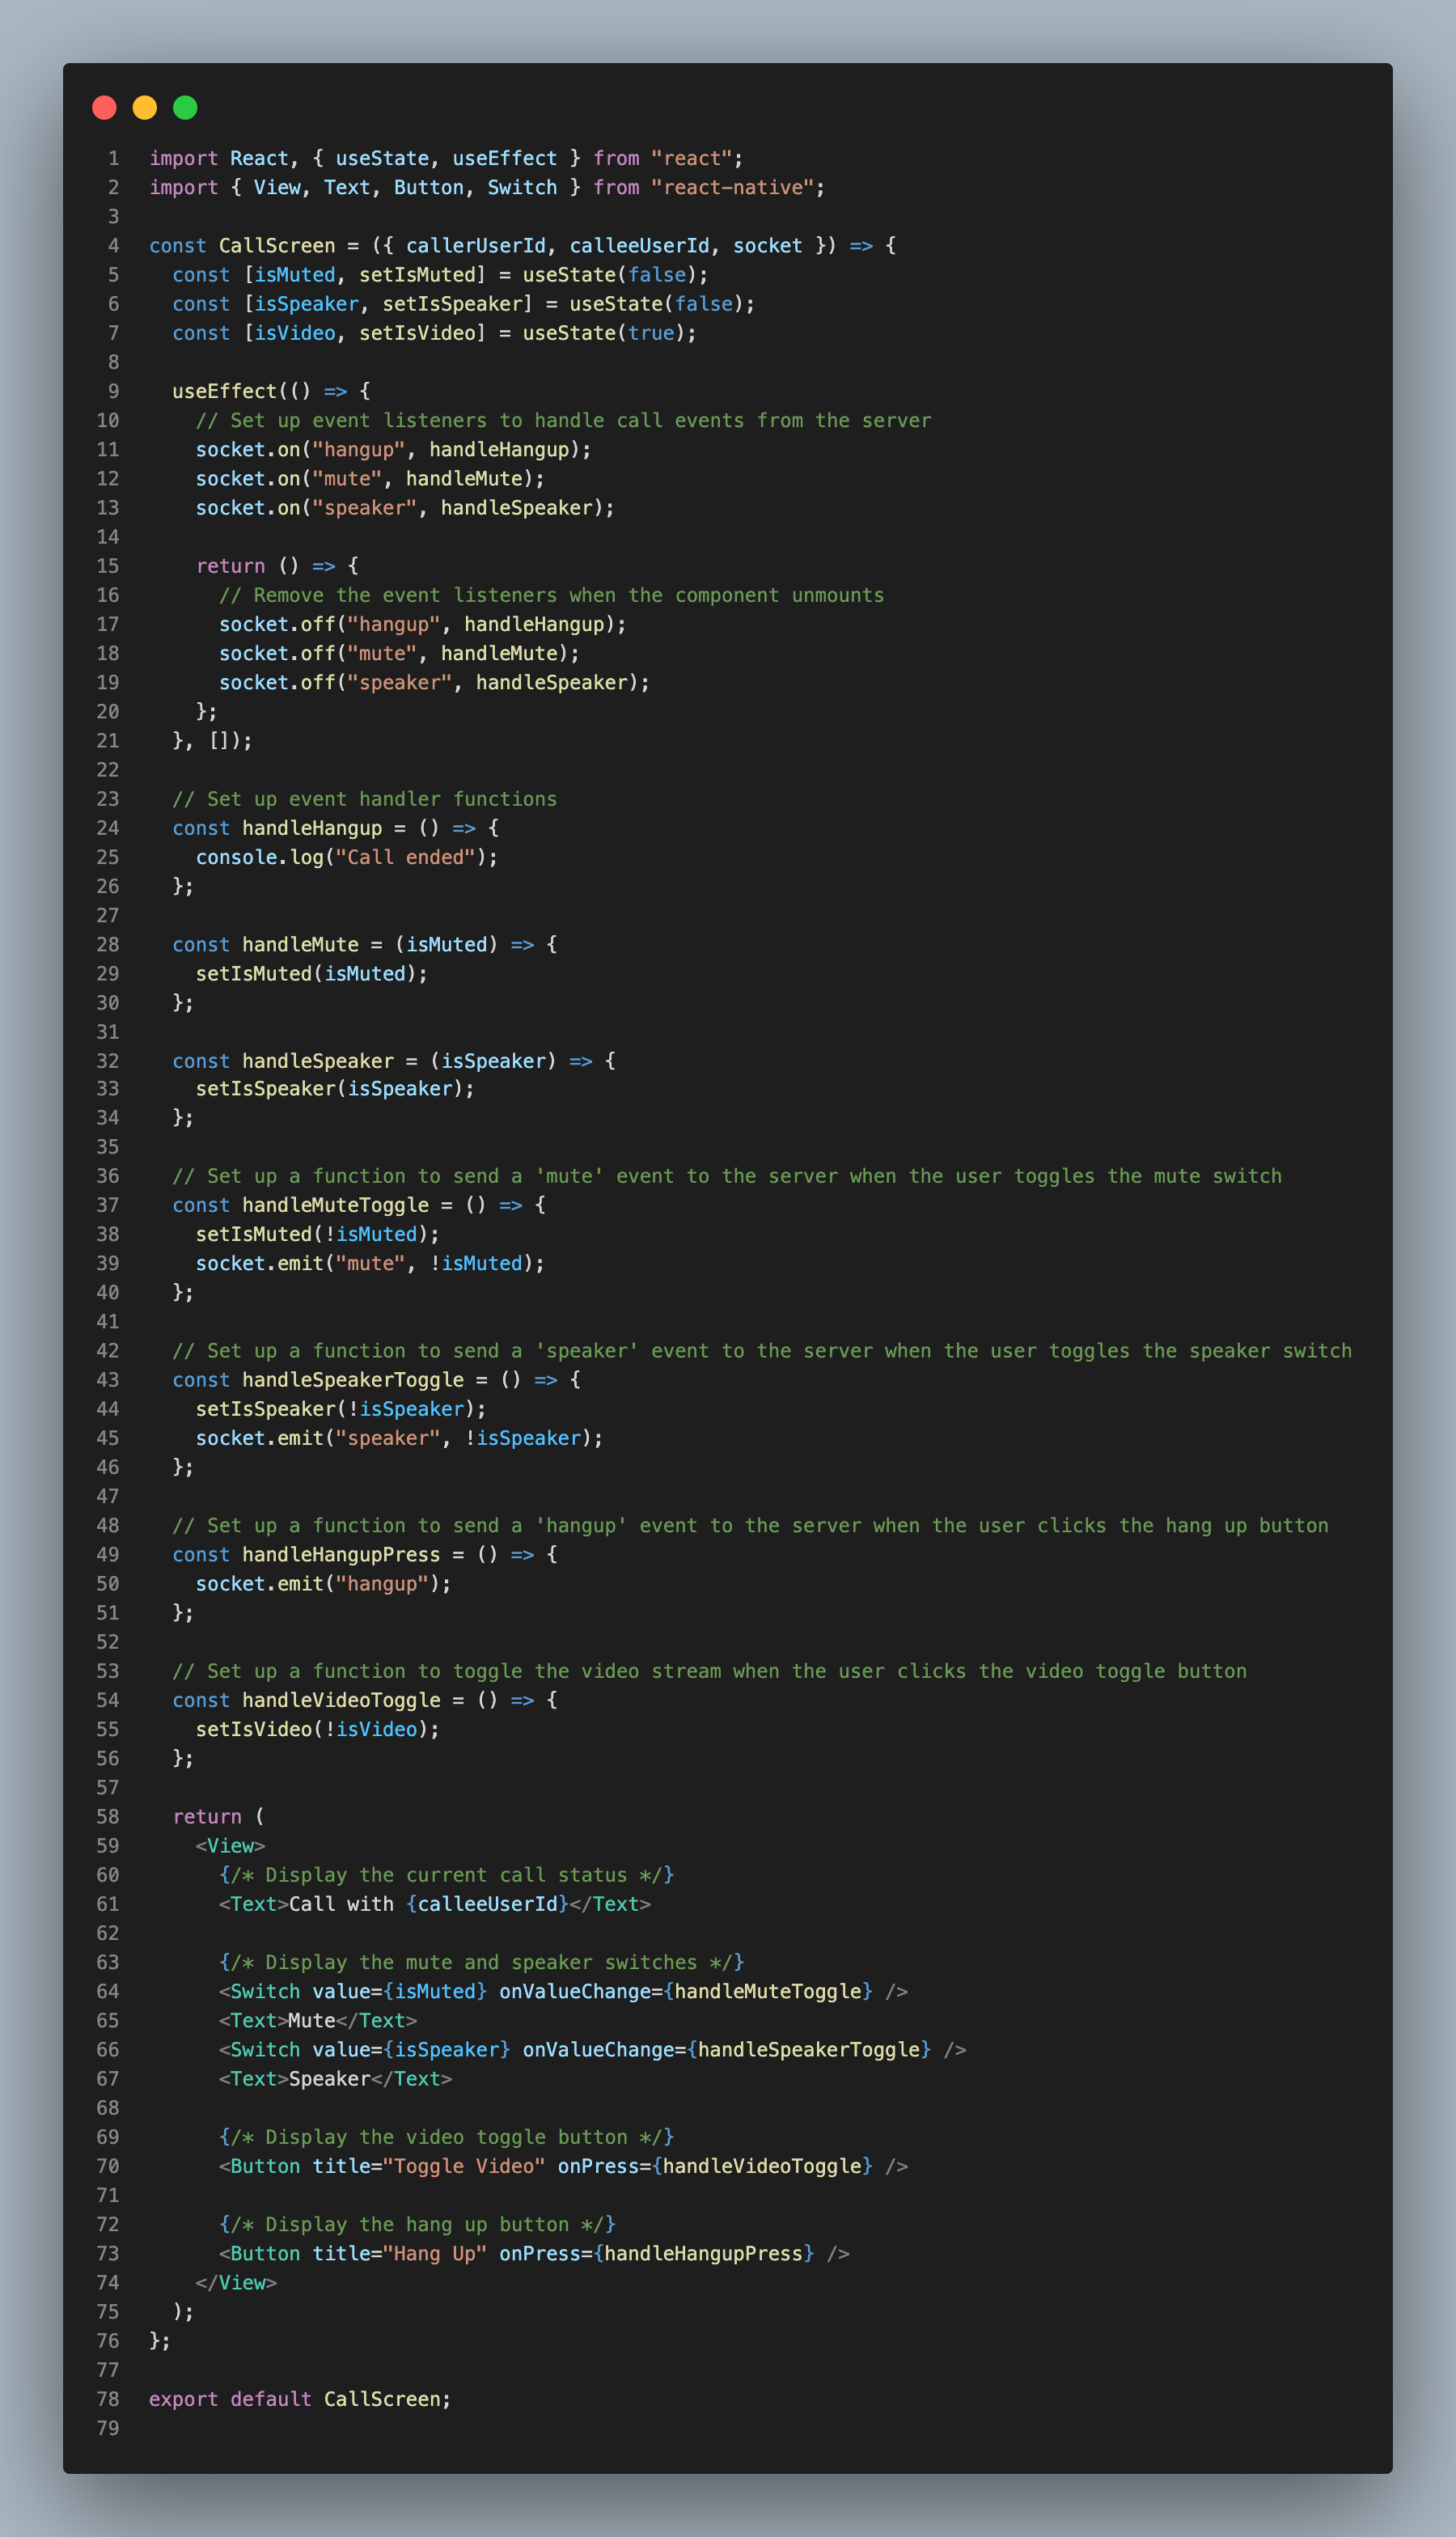 1 import React, { useState, useEffect } from "react";
2 import { View, Text, Button, Switch } from "react-native";
3
4 const CallScreen = ({ callerUserId, calleeUserId, socket }) => {
5   const [isMuted, setIsMuted] = useState(false);
6   const [isSpeaker, setIsSpeaker] = useState(false);
7   const [isVideo, setIsVideo] = useState(true);
8
9   useEffect(() => {
10     // Set up event listeners to handle call events from the server
11     socket.on("hangup", handleHangup);
12     socket.on("mute", handleMute);
13     socket.on("speaker", handleSpeaker);
14
15     return () => {
16       // Remove the event listeners when the component unmounts
17       socket.off("hangup", handleHangup);
18       socket.off("mute", handleMute);
19       socket.off("speaker", handleSpeaker);
20     };
21   }, []);
22
23   // Set up event handler functions
24   const handleHangup = () => {
25     console.log("Call ended");
26   };
27
28   const handleMute = (isMuted) => {
29     setIsMuted(isMuted);
30   };
31
32   const handleSpeaker = (isSpeaker) => {
33     setIsSpeaker(isSpeaker);
34   };
35
36   // Set up a function to send a 'mute' event to the server when the user toggles the mute switch
37   const handleMuteToggle = () => {
38     setIsMuted(!isMuted);
39     socket.emit("mute", !isMuted);
40   };
41
42   // Set up a function to send a 'speaker' event to the server when the user toggles the speaker switch
43   const handleSpeakerToggle = () => {
44     setIsSpeaker(!isSpeaker);
45     socket.emit("speaker", !isSpeaker);
46   };
47
48   // Set up a function to send a 'hangup' event to the server when the user clicks the hang up button
49   const handleHangupPress = () => {
50     socket.emit("hangup");
51   };
52
53   // Set up a function to toggle the video stream when the user clicks the video toggle button
54   const handleVideoToggle = () => {
55     setIsVideo(!isVideo);
56   };
57
58   return (
59     <View>
60       {/* Display the current call status */}
61       <Text>Call with {calleeUserId}</Text>
62
63       {/* Display the mute and speaker switches */}
64       <Switch value={isMuted} onValueChange={handleMuteToggle} />
65       <Text>Mute</Text>
66       <Switch value={isSpeaker} onValueChange={handleSpeakerToggle} />
67       <Text>Speaker</Text>
68
69       {/* Display the video toggle button */}
70       <Button title="Toggle Video" onPress={handleVideoToggle} />
71
72       {/* Display the hang up button */}
73       <Button title="Hang Up" onPress={handleHangupPress} />
74     </View>
75   );
76 };
77
78 export default CallScreen;
79